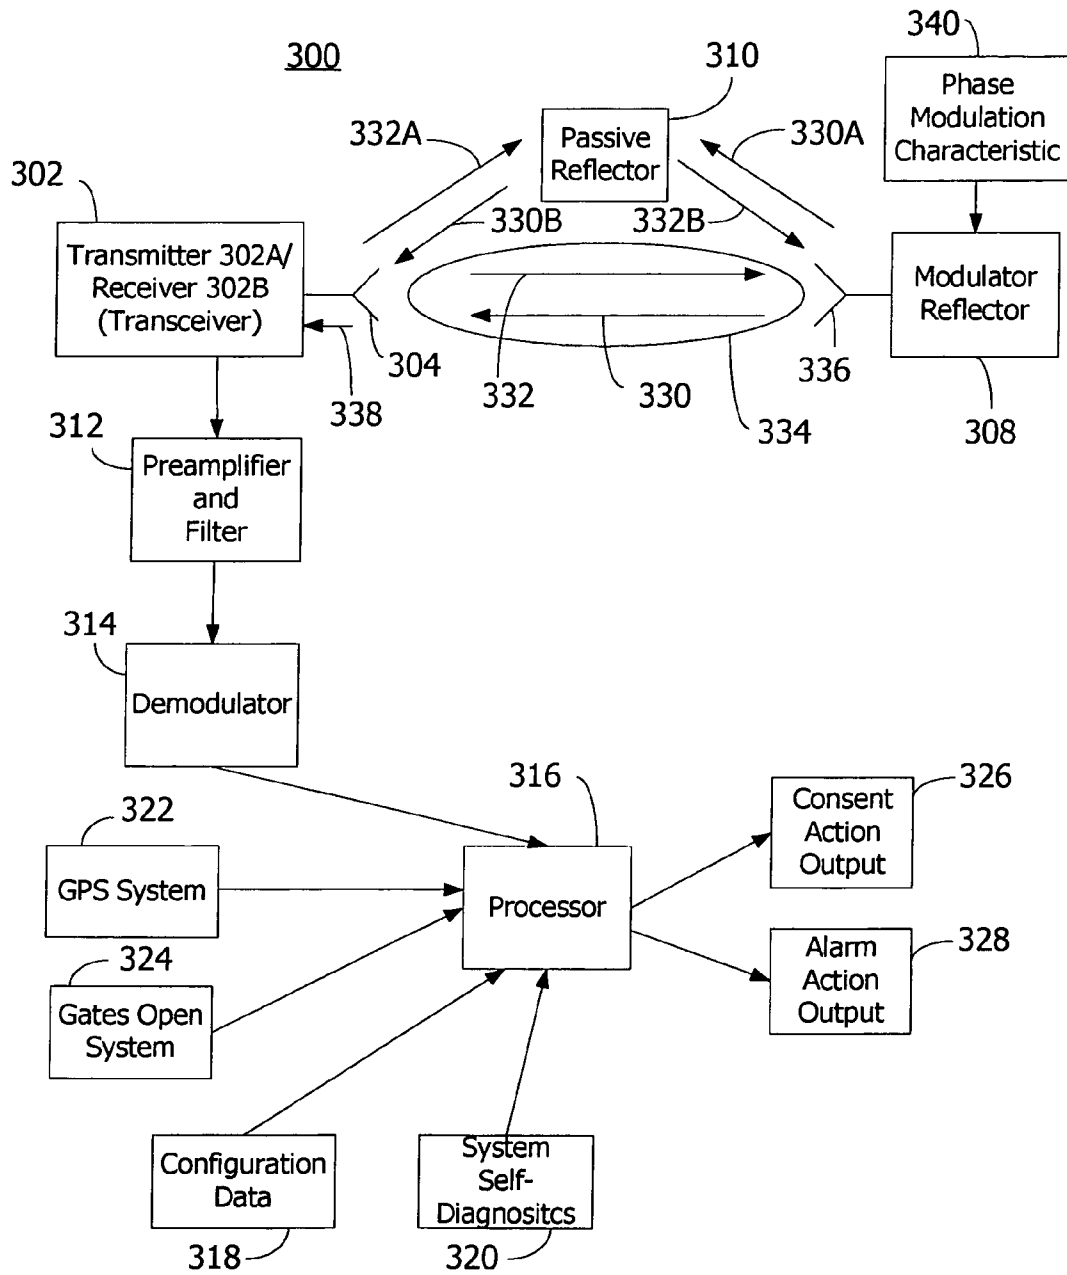 300
310
340
332A
330A
302
Passive
Reflector
Phase
Modulation
Characteristic
330B
332B
Transmitter 302A/
Receiver 302B
(Transceiver)
Modulator
Reflector
304
332
330
336
338
334
308
312
Preamplifier
and
Filter
314
Demodulator
316
326
322
Consent
Action
Output
GPS System
Processor
324
328
Gates Open
System
Alarm
Action
Output
Configuration
Data
System
Self-
Diagnositcs
318
320